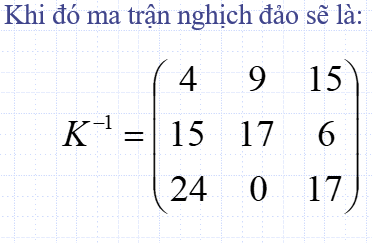 Khi đó ma trận nghịch đảo sẽ là:
4 9 15
K⁻¹ = 15 17 6
24 0 17